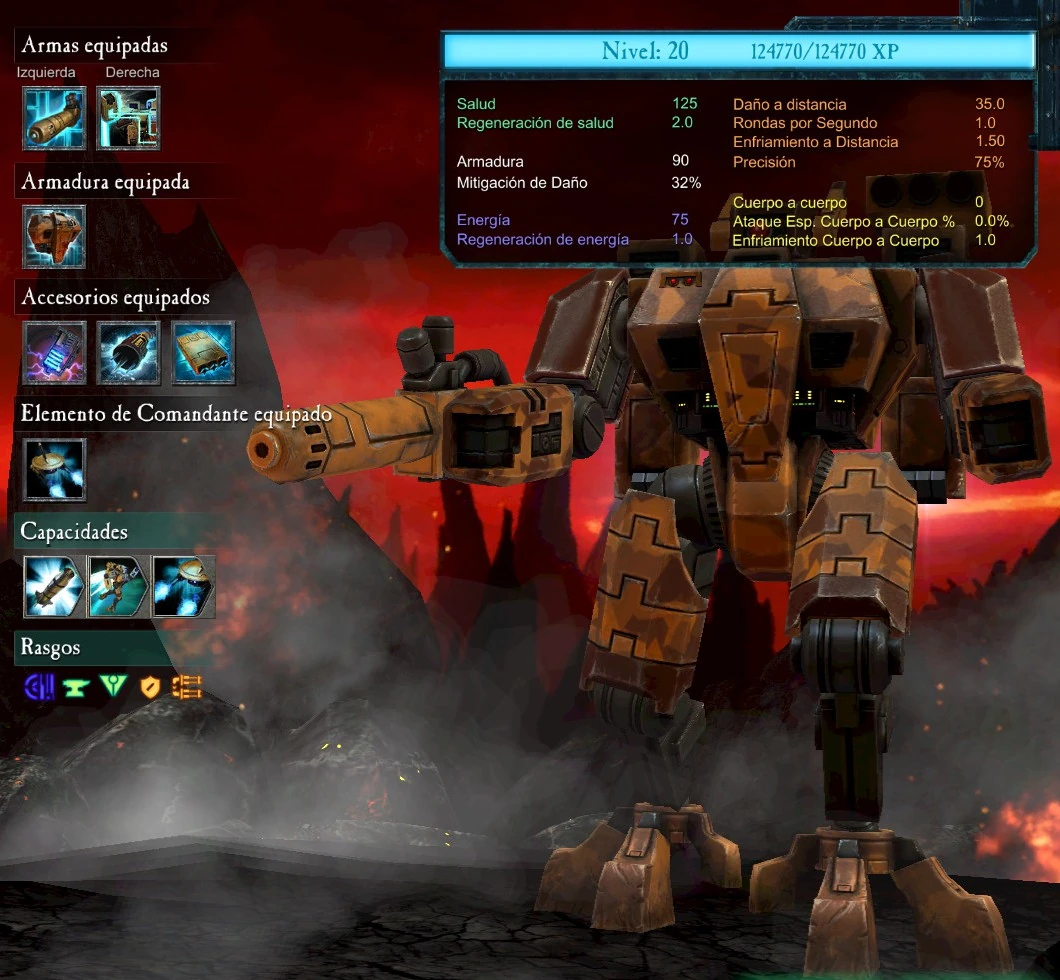 Armas equipadas
Izquierda Derecha
Armadura equipada
Accesorios equipados
Elemento de Comandante equipado
Capacidades
Rasgos
Nivel: 20 124770/124770 XP
Salud 125
Regeneración de salud 2.0
Armadura 90
Mitigación de Daño 32%
Energía 75
Regeneración de energía 1.0
Daño a distancia 35.0
Rondas por Segundo 1.0
Enfriamiento a Distancia 1.50
Precisión 75%
Cuerpo a cuerpo 0
Ataque Esp. Cuerpo a Cuerpo % 0.0%
Enfriamiento Cuerpo a Cuerpo 1.0